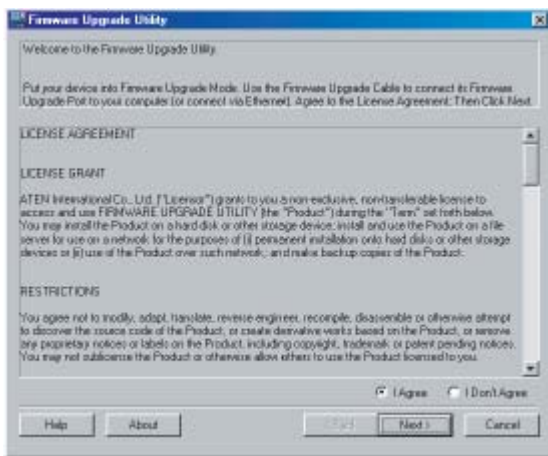 Firmware Upgrade Utility
Welcome to the Firmware Upgrade Utility.
Put your device into Firmware Upgrade Mode. Use the Firmware Upgrade Cable to connect its Firmware
Upgrade Port to your computer (or connect via Ethernet). Agree to the License Agreement; Then Click Next.
LICENSE AGREEMENT
LICENSE GRANT
ATEN International Co., Ltd. ("Licensor") grants to you a non-exclusive, non-transferable license to
access and use FIRMWARE UPGRADE UTILITY (the "Product") during the "Term" set forth below.
You may install the Product on a hard disk or other storage device; install and use the Product on a file
server for use on a network for the purposes of (i) permanent installation onto hard disks or other storage
devices or (ii) use of the Product over such network; and make backup copies of the Product.
RESTRICTIONS
You agree not to modify, adapt, translate, reverse engineer, recompile, disassemble or otherwise attempt
to discover the source code of the Product, or create derivative works based on the Product, or remove
any proprietary notices or labels on the Product, including copyright, trademark or patent pending notices.
You may not sublicense the Product or otherwise allow others to use the Product licensed to you.
I Agree I Don't Agree
Help About < Back Next > Cancel